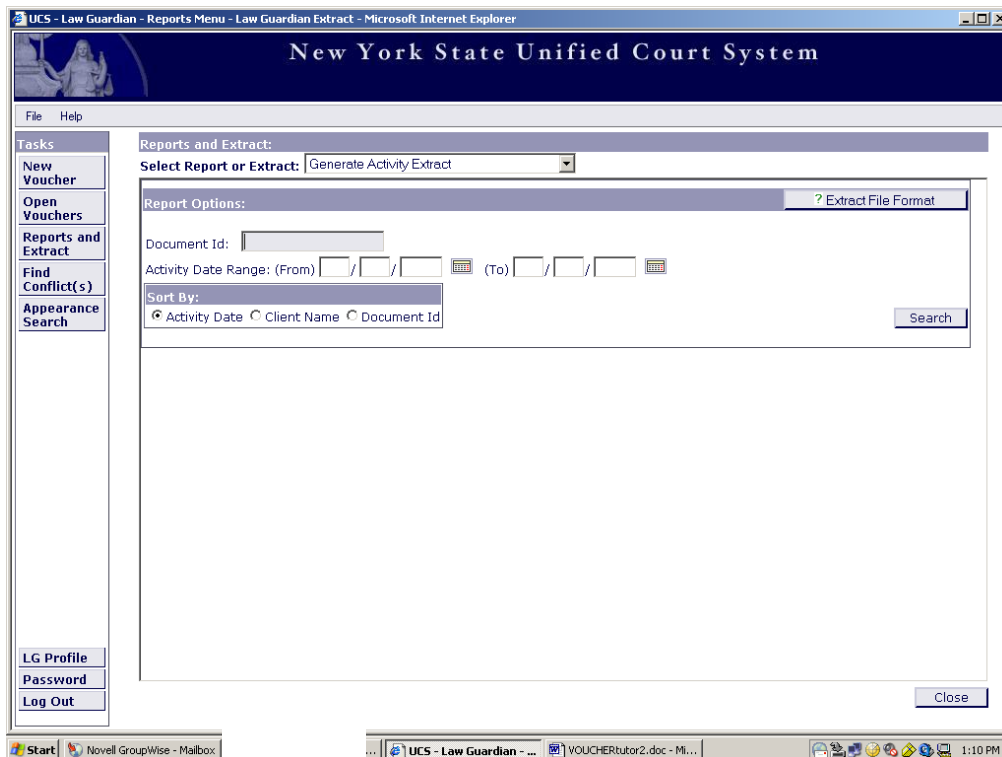 UCS - Law Guardian - Reports Menu - Law Guardian Extract - Microsoft Internet Explorer
New York State Unified Court System
File Help
Tasks
New Voucher
Open Vouchers
Reports and Extract
Find Conflict(s)
Appearance Search
LG Profile
Password
Log Out
Reports and Extract:
Select Report or Extract: Generate Activity Extract
Report Options:
? Extract File Format
Document Id:
Activity Date Range: (From) / / (To) / /
Sort By:
Activity Date Client Name Document Id
Search
Close
Start Novell GroupWise - Mailbox ... UCS - Law Guardian - ... VOUCHERtutor2.doc - Mi... 1:10 PM